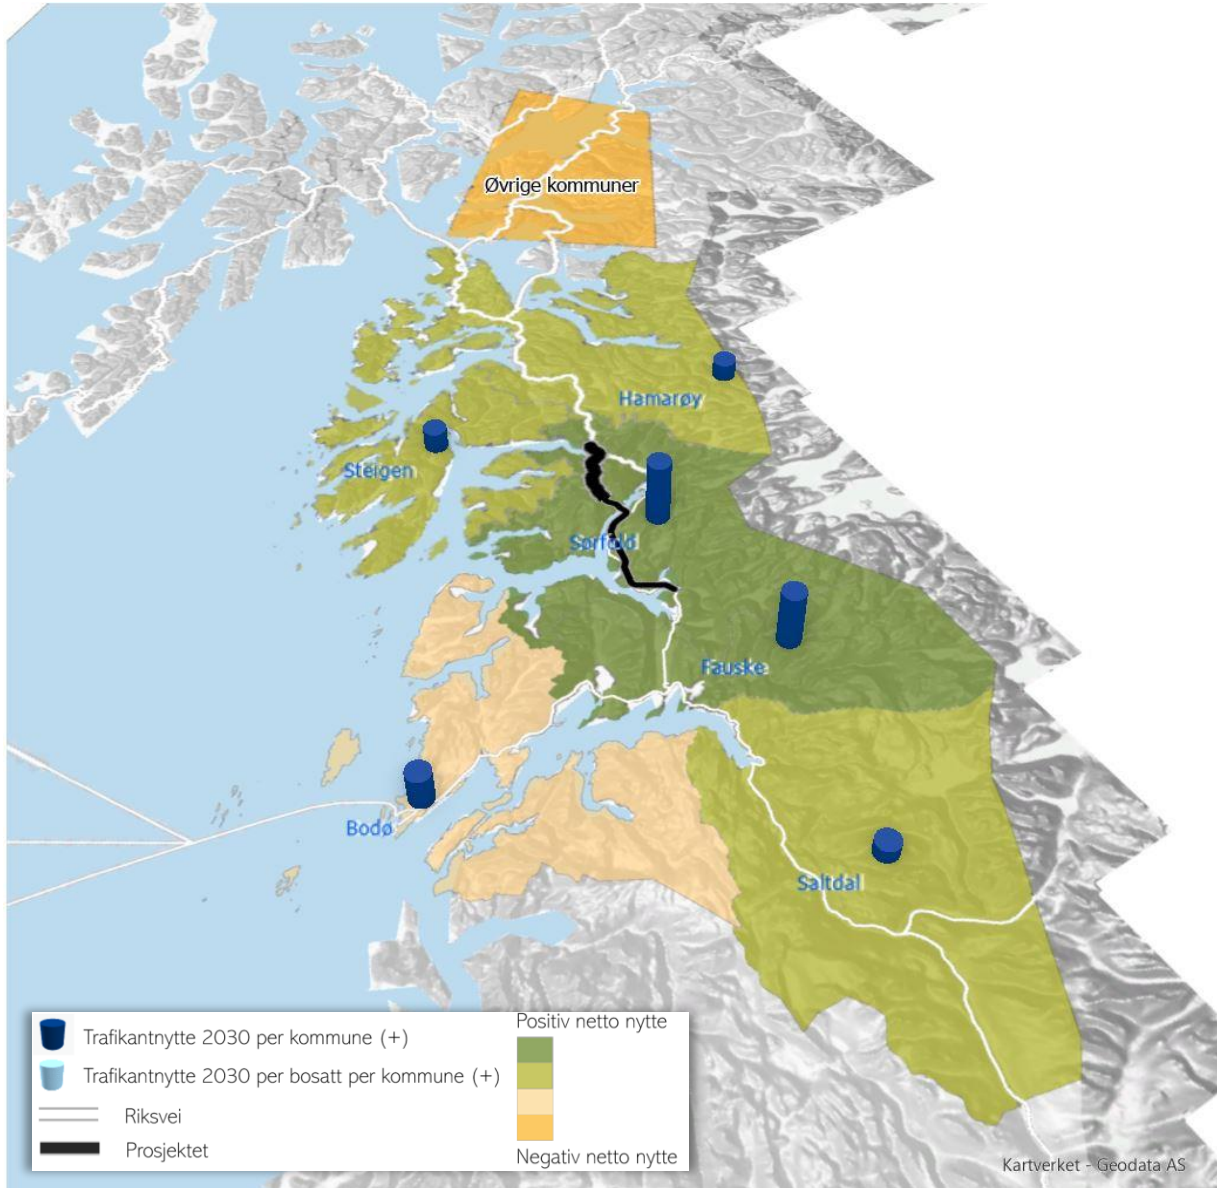 Øvrige kommuner
Hamarøy
Steigen
Sørfold
Fauske
Bodø
Saltdal
Trafikantnytte 2030 per kommune (+)
Trafikantnytte 2030 per bosatt per kommune (+)
Riksvei
Prosjektet
Positiv netto nytte
Negativ netto nytte
Kartverket - Geodata AS